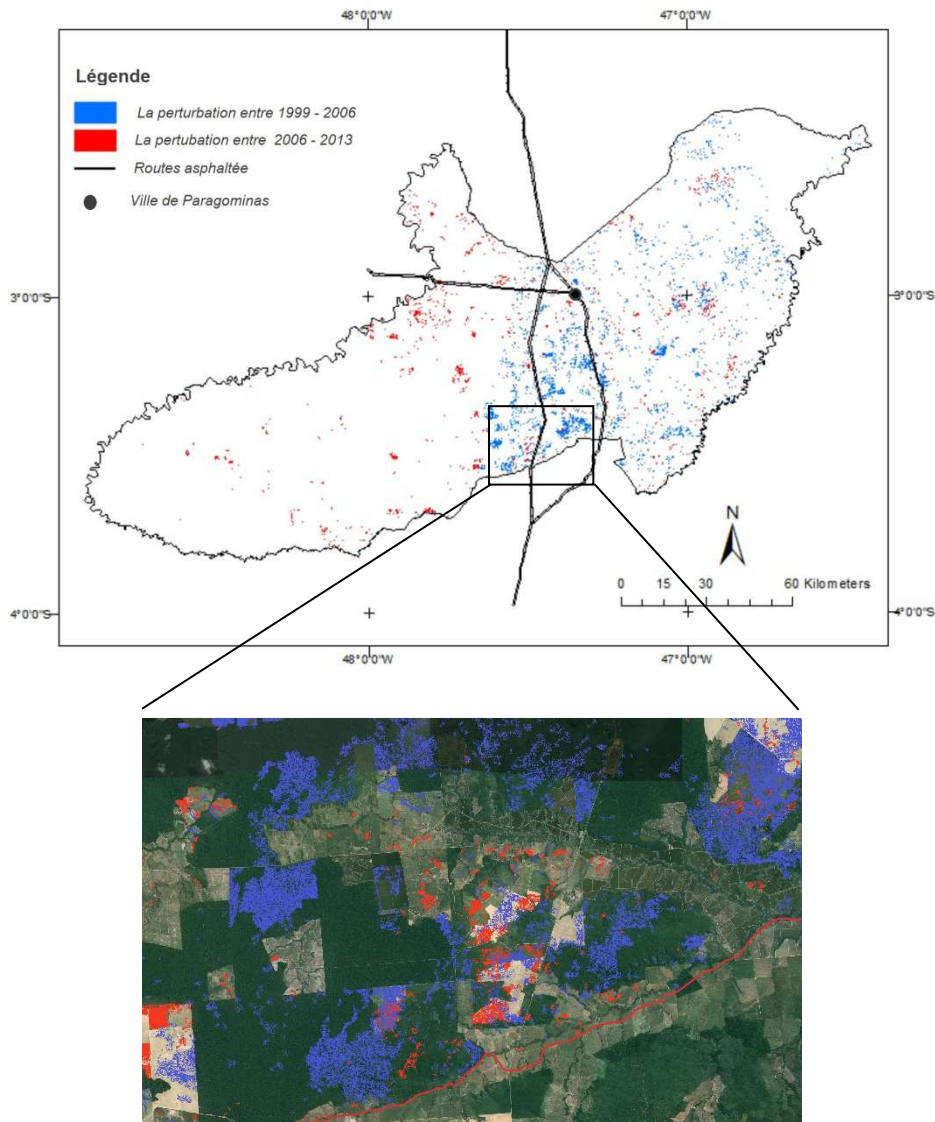 48°0'0"W 47°0'0"W
Légende
La perturbation entre 1999 - 2006
La pertubation entre 2006 - 2013
Routes asphaltée
Ville de Paragominas
3°0'0"S 3°0'0"S
N
0 15 30 60 Kilometers
4°0'0"S 4°0'0"S
48°0'0"W 47°0'0"W